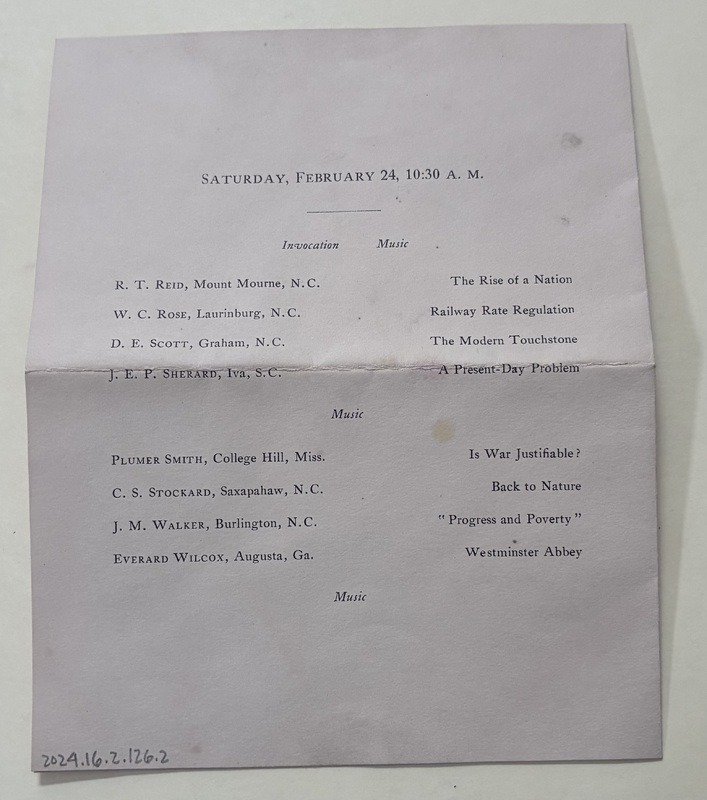 SATURDAY, FEBRUARY 24, 10:30 A. M.
Invocation Music
R. T. REID, Mount Mourne, N.C. The Rise of a Nation
W. C. ROSE, Laurinburg, N.C. Railway Rate Regulation
D. E. SCOTT, Graham, N.C. The Modern Touchstone
J. E. P. SHERARD, Iva, S.C. A Present-Day Problem
Music
PLUMER SMITH, College Hill, Miss. Is War Justifiable?
C. S. STOCKARD, Saxapahaw, N.C. Back to Nature
J. M. WALKER, Burlington, N.C. "Progress and Poverty"
EVERARD WILCOX, Augusta, Ga. Westminster Abbey
Music
2024.16.2.126.2